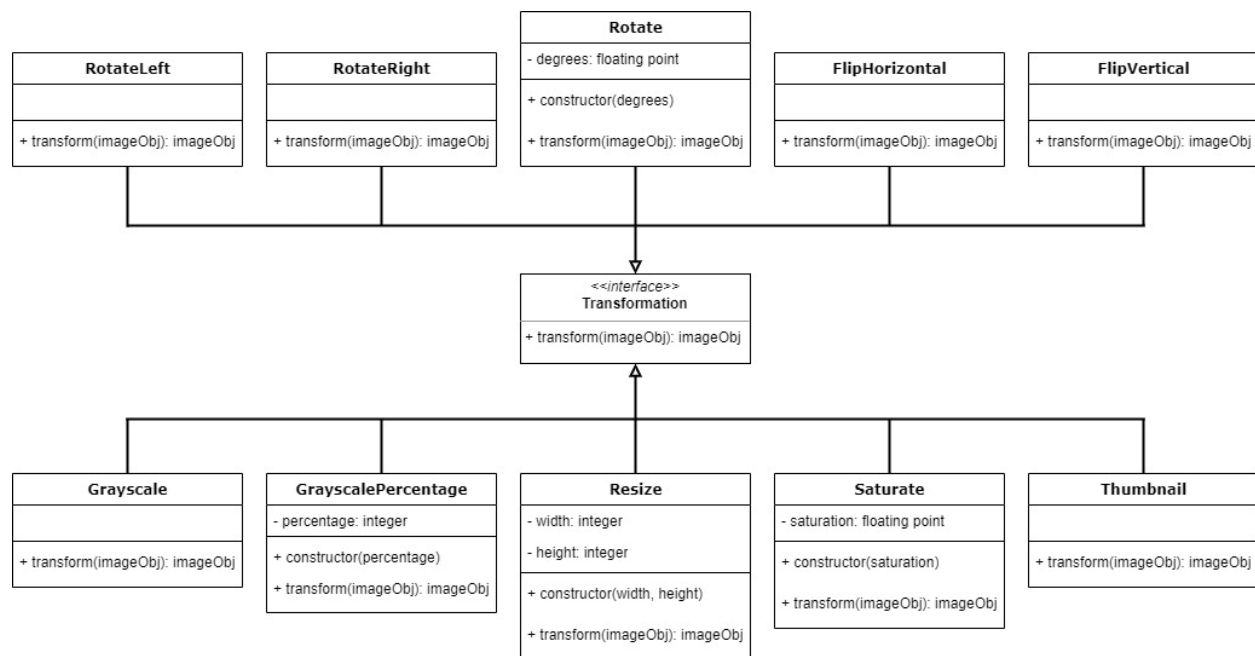 RotateLeft
+ transform(imageObj): imageObj
RotateRight
+ transform(imageObj): imageObj
Rotate
- degrees: floating point
+ constructor(degrees)
+ transform(imageObj): imageObj
FlipHorizontal
+ transform(imageObj): imageObj
FlipVertical
+ transform(imageObj): imageObj
<<interface>>
Transformation
+ transform(imageObj): imageObj
Grayscale
+ transform(imageObj): imageObj
GrayscalePercentage
- percentage: integer
+ constructor(percentage)
+ transform(imageObj): imageObj
Resize
- width: integer
- height: integer
+ constructor(width, height)
+ transform(imageObj): imageObj
Saturate
- saturation: floating point
+ constructor(saturation)
+ transform(imageObj): imageObj
Thumbnail
+ transform(imageObj): imageObj